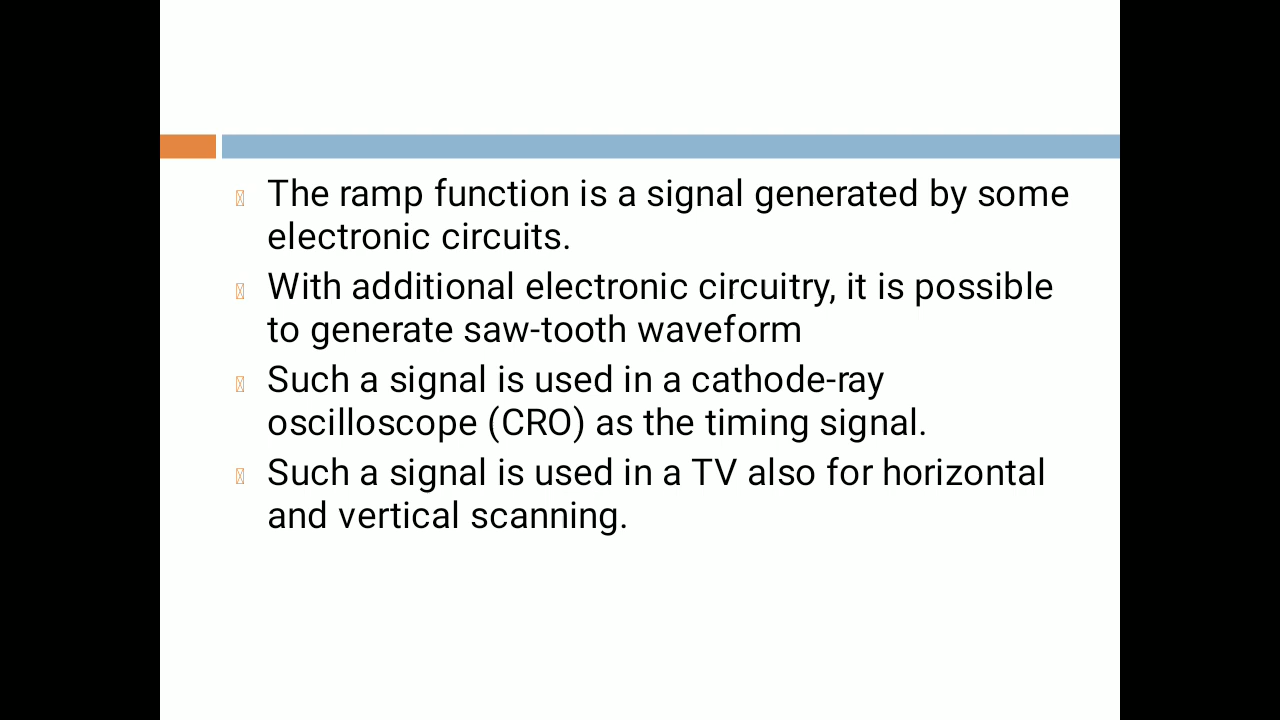 The ramp function is a signal generated by some
electronic circuits.
With additional electronic circuitry, it is possible
to generate saw-tooth waveform
Such a signal is used in a cathode-ray
oscilloscope (CRO) as the timing signal.
Such a signal is used in a TV also for horizontal
and vertical scanning.